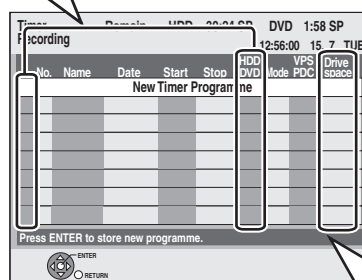 Timer Recording Remain HDD 30:24 SP DVD 1:58 SP
12:56:00 15. 7 TUE
No. Name Date Start Stop HDD DVD Mode VPS PDC Drive space
New Timer Programme
Press ENTER to store new programme.
ENTER
RETURN